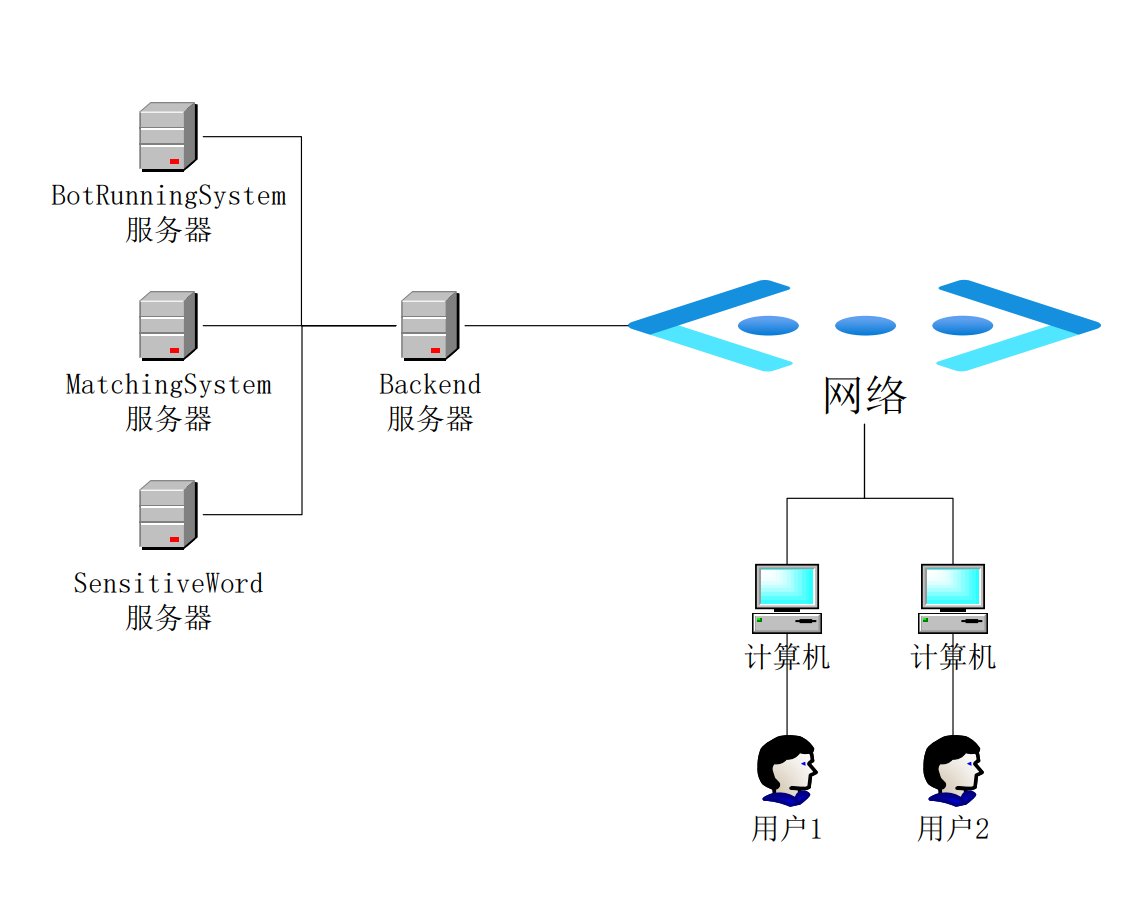 BotRunningSystem
服务器
MatchingSystem
服务器
Backend
服务器
网络
SensitiveWord
服务器
计算机
计算机
用户1
用户2